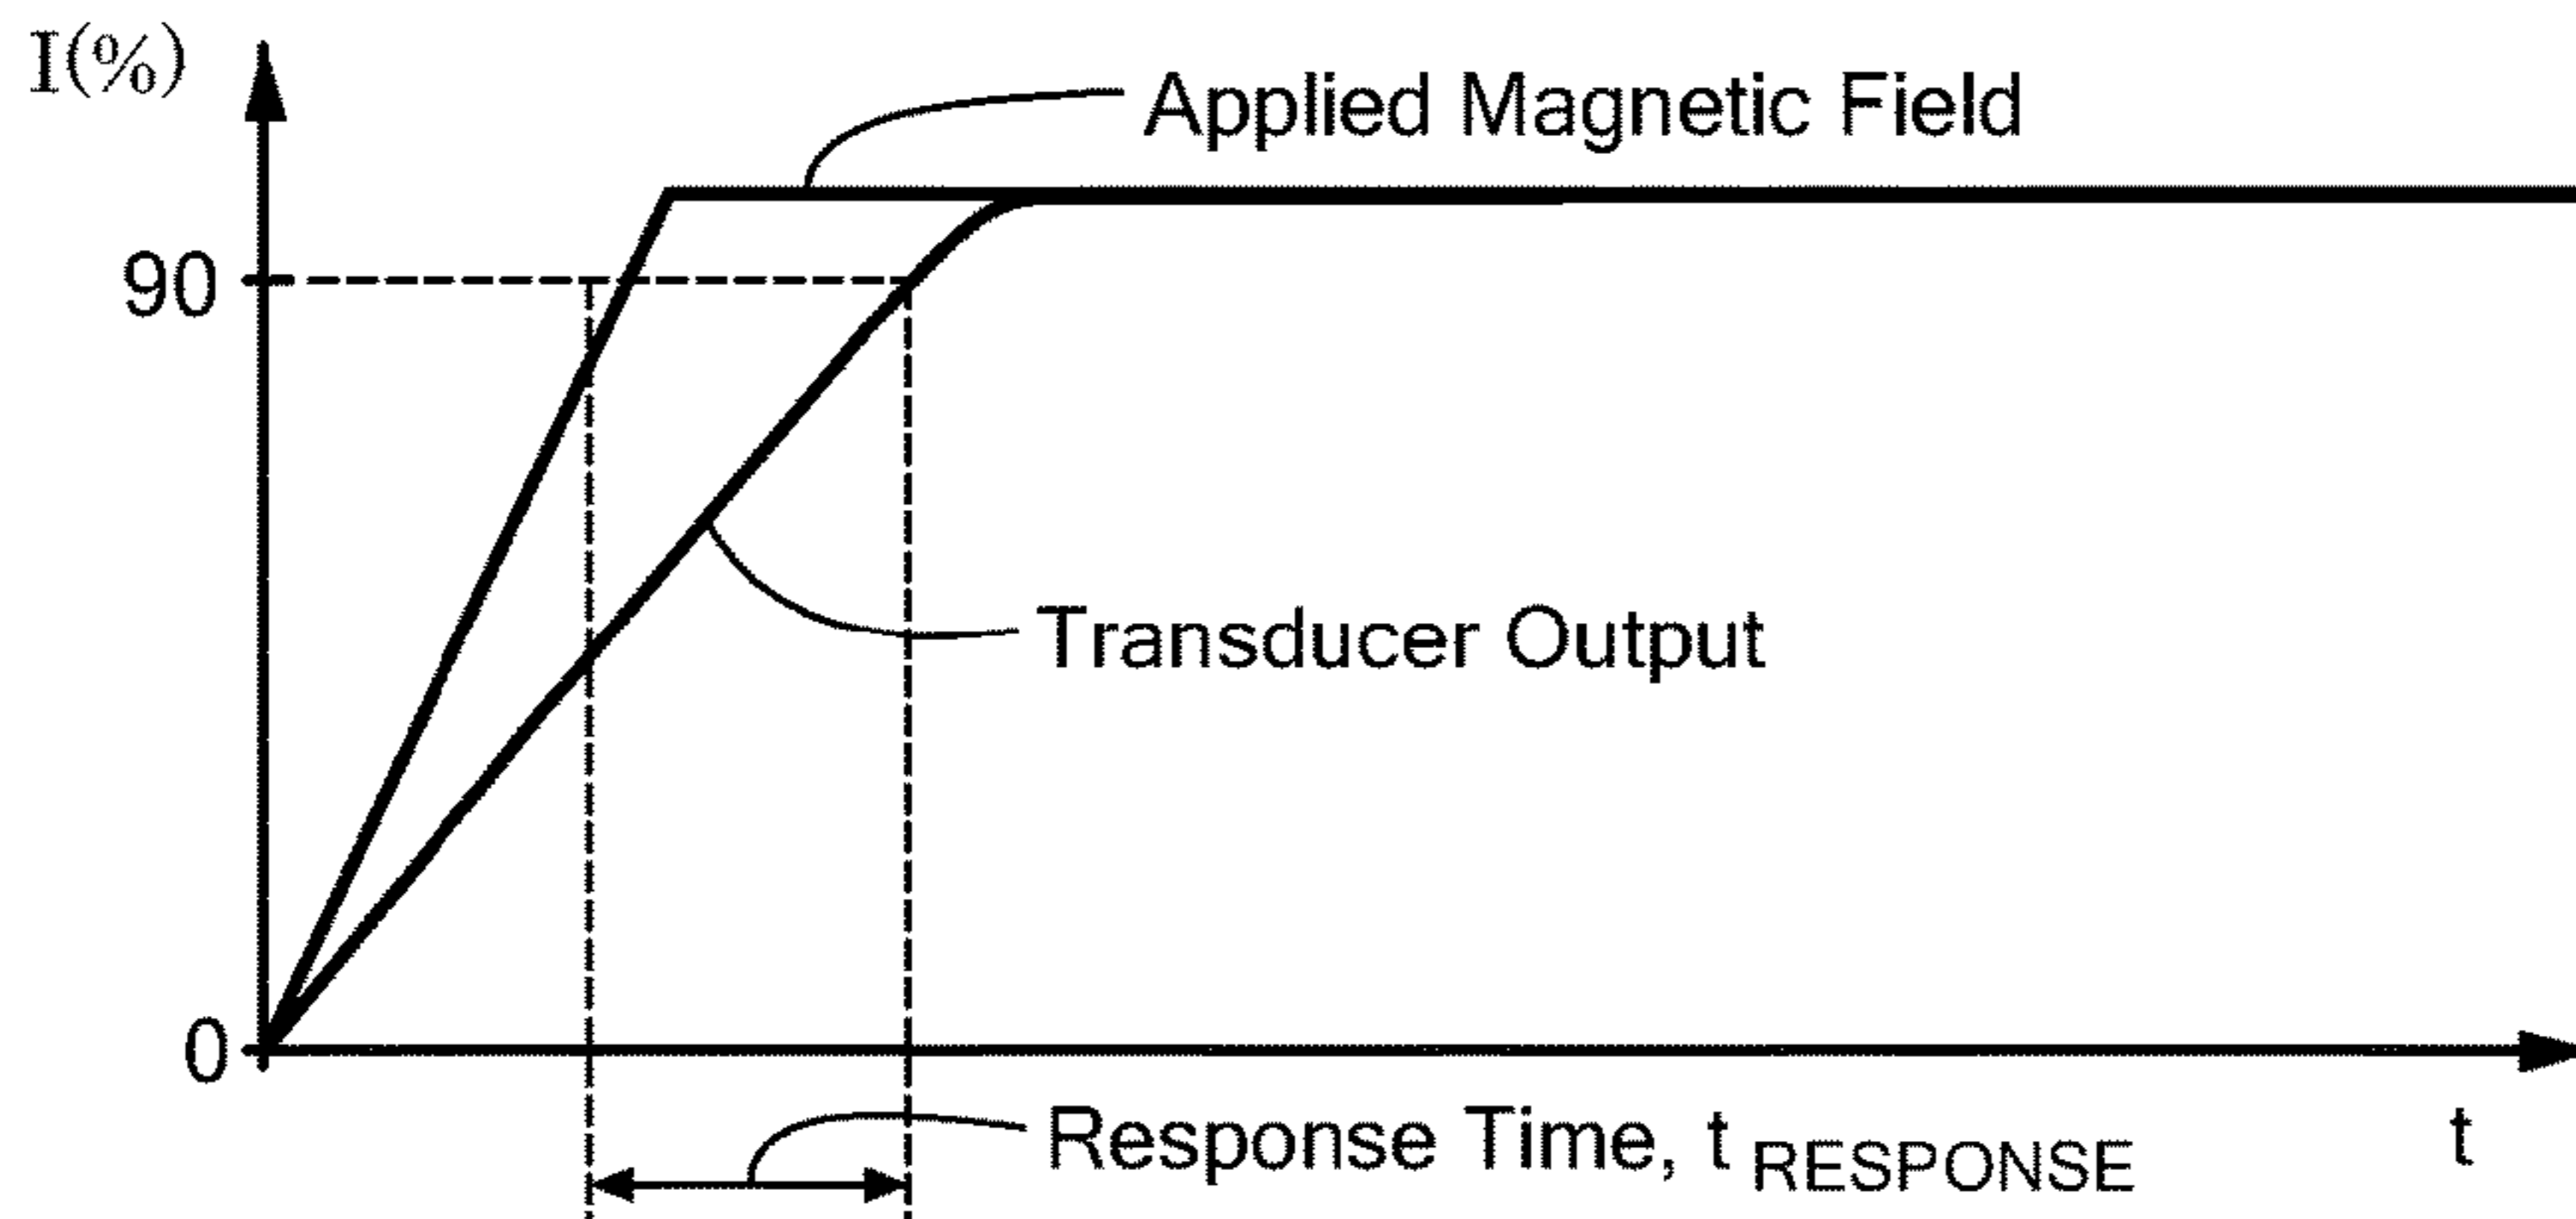 I(%)
Applied Magnetic Field
90
Transducer Output
0
Response Time, t RESPONSE
t